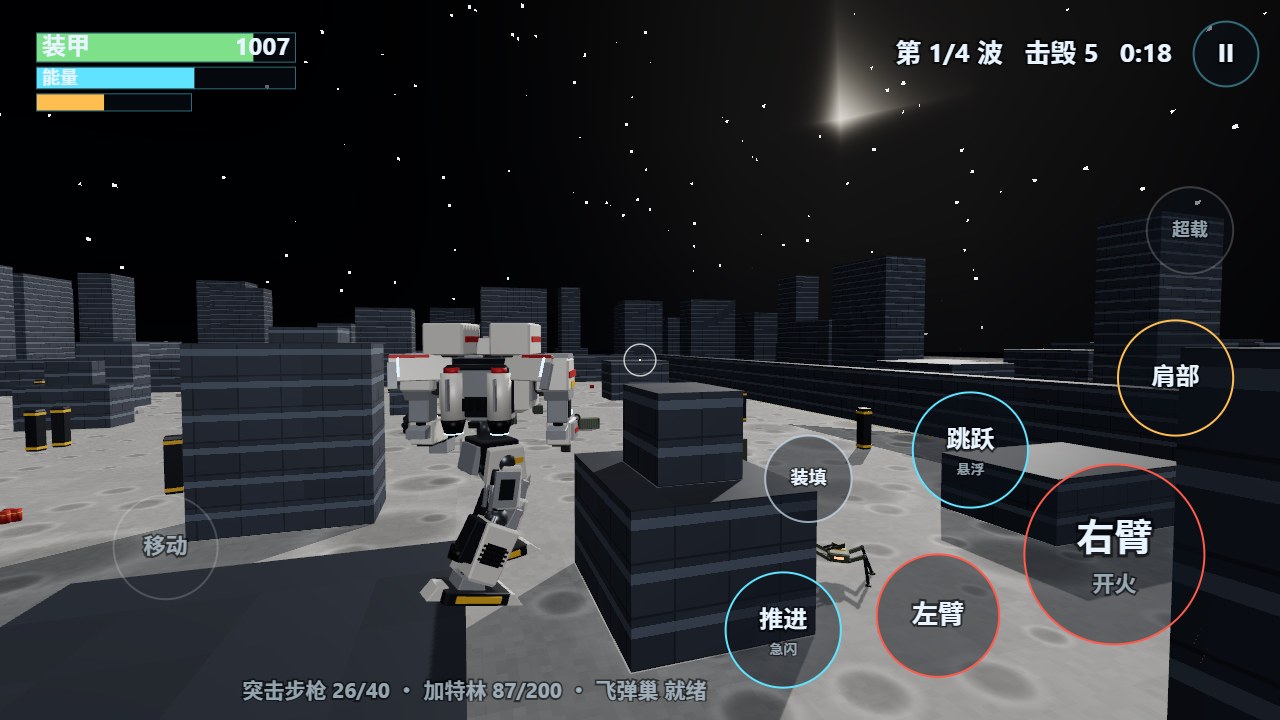 装甲 1007
能量
第 1/4 波 击毁 5 0:18
超载
肩部
跳跃
悬浮
装填
右臂
开火
移动
推进
急闪
左臂
突击步枪 26/40 · 加特林 87/200 · 飞弹巢 就绪